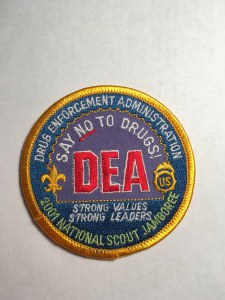 DRUG ENFORCEMENT ADMINISTRATION
SAY NO TO DRUGS!
DEA
US
STRONG VALUES
STRONG LEADERS
2001 NATIONAL SCOUT JAMBOREE